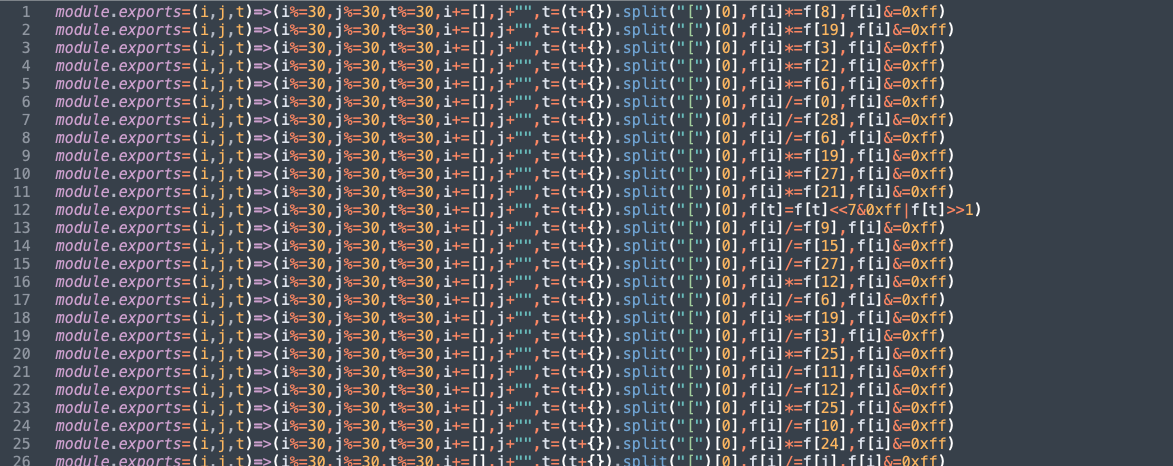 1 module.exports=(i,j,t)=>(i%=30,j%=30,t%=30,i+=[],j+"",t=(t+{}).split("[")[0],f[i]*=f[8],f[i]&=0xff)
2 module.exports=(i,j,t)=>(i%=30,j%=30,t%=30,i+=[],j+"",t=(t+{}).split("[")[0],f[i]*=f[19],f[i]&=0xff)
3 module.exports=(i,j,t)=>(i%=30,j%=30,t%=30,i+=[],j+"",t=(t+{}).split("[")[0],f[i]*=f[3],f[i]&=0xff)
4 module.exports=(i,j,t)=>(i%=30,j%=30,t%=30,i+=[],j+"",t=(t+{}).split("[")[0],f[i]*=f[2],f[i]&=0xff)
5 module.exports=(i,j,t)=>(i%=30,j%=30,t%=30,i+=[],j+"",t=(t+{}).split("[")[0],f[i]*=f[6],f[i]&=0xff)
6 module.exports=(i,j,t)=>(i%=30,j%=30,t%=30,i+=[],j+"",t=(t+{}).split("[")[0],f[i]/=f[0],f[i]&=0xff)
7 module.exports=(i,j,t)=>(i%=30,j%=30,t%=30,i+=[],j+"",t=(t+{}).split("[")[0],f[i]/=f[28],f[i]&=0xff)
8 module.exports=(i,j,t)=>(i%=30,j%=30,t%=30,i+=[],j+"",t=(t+{}).split("[")[0],f[i]/=f[6],f[i]&=0xff)
9 module.exports=(i,j,t)=>(i%=30,j%=30,t%=30,i+=[],j+"",t=(t+{}).split("[")[0],f[i]*=f[19],f[i]&=0xff)
10 module.exports=(i,j,t)=>(i%=30,j%=30,t%=30,i+=[],j+"",t=(t+{}).split("[")[0],f[i]*=f[27],f[i]&=0xff)
11 module.exports=(i,j,t)=>(i%=30,j%=30,t%=30,i+=[],j+"",t=(t+{}).split("[")[0],f[i]*=f[21],f[i]&=0xff)
12 module.exports=(i,j,t)=>(i%=30,j%=30,t%=30,i+=[],j+"",t=(t+{}).split("[")[0],f[t]=f[t]<<7&0xff|f[t]>>1)
13 module.exports=(i,j,t)=>(i%=30,j%=30,t%=30,i+=[],j+"",t=(t+{}).split("[")[0],f[i]/=f[9],f[i]&=0xff)
14 module.exports=(i,j,t)=>(i%=30,j%=30,t%=30,i+=[],j+"",t=(t+{}).split("[")[0],f[i]/=f[15],f[i]&=0xff)
15 module.exports=(i,j,t)=>(i%=30,j%=30,t%=30,i+=[],j+"",t=(t+{}).split("[")[0],f[i]/=f[27],f[i]&=0xff)
16 module.exports=(i,j,t)=>(i%=30,j%=30,t%=30,i+=[],j+"",t=(t+{}).split("[")[0],f[i]*=f[12],f[i]&=0xff)
17 module.exports=(i,j,t)=>(i%=30,j%=30,t%=30,i+=[],j+"",t=(t+{}).split("[")[0],f[i]/=f[6],f[i]&=0xff)
18 module.exports=(i,j,t)=>(i%=30,j%=30,t%=30,i+=[],j+"",t=(t+{}).split("[")[0],f[i]*=f[19],f[i]&=0xff)
19 module.exports=(i,j,t)=>(i%=30,j%=30,t%=30,i+=[],j+"",t=(t+{}).split("[")[0],f[i]/=f[3],f[i]&=0xff)
20 module.exports=(i,j,t)=>(i%=30,j%=30,t%=30,i+=[],j+"",t=(t+{}).split("[")[0],f[i]*=f[25],f[i]&=0xff)
21 module.exports=(i,j,t)=>(i%=30,j%=30,t%=30,i+=[],j+"",t=(t+{}).split("[")[0],f[i]/=f[11],f[i]&=0xff)
22 module.exports=(i,j,t)=>(i%=30,j%=30,t%=30,i+=[],j+"",t=(t+{}).split("[")[0],f[i]/=f[12],f[i]&=0xff)
23 module.exports=(i,j,t)=>(i%=30,j%=30,t%=30,i+=[],j+"",t=(t+{}).split("[")[0],f[i]*=f[25],f[i]&=0xff)
24 module.exports=(i,j,t)=>(i%=30,j%=30,t%=30,i+=[],j+"",t=(t+{}).split("[")[0],f[i]/=f[10],f[i]&=0xff)
25 module.exports=(i,j,t)=>(i%=30,j%=30,t%=30,i+=[],j+"",t=(t+{}).split("[")[0],f[i]*=f[24],f[i]&=0xff)
26 module.exports=(i,j,t)=>(i%=30,j%=30,t%=30,i+=[],j+"",t=(t+{}).split("[")[0],f[i]/=f[j],f[i]&=0xff)